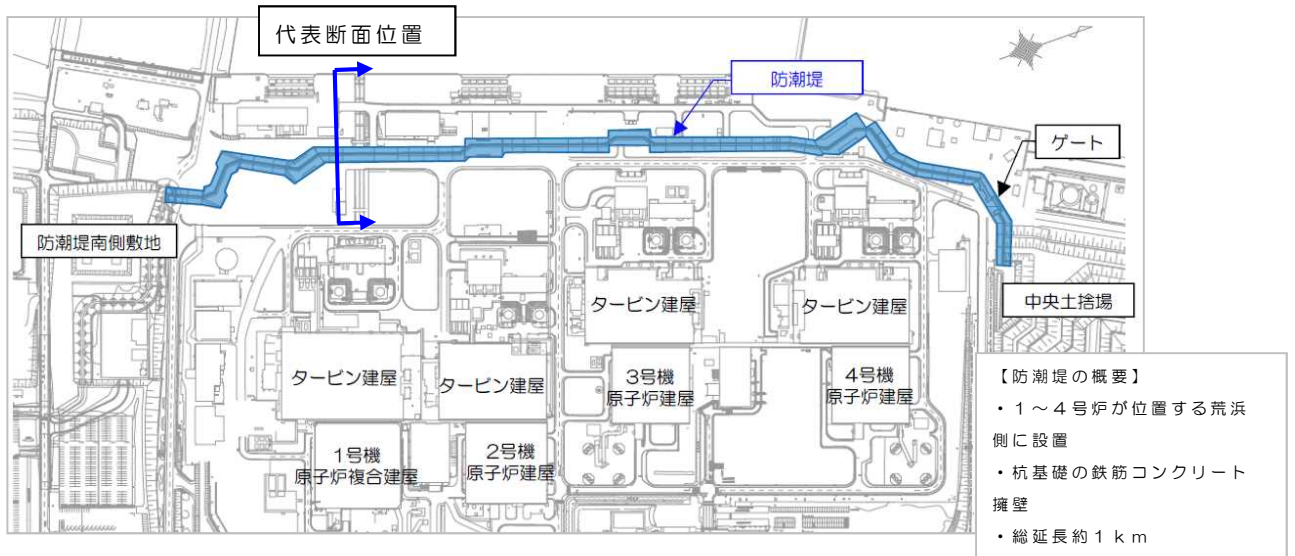 代表断面位置
防潮堤
ゲート
防潮堤南側敷地
中央土捨場
タービン建屋
タービン建屋
タービン建屋
タービン建屋
3号機
原子炉建屋
4号機
原子炉建屋
1号機
原子炉複合建屋
2号機
原子炉建屋
【防潮堤の概要】
・１～４号炉が位置する荒浜
側に設置
・杭基礎の鉄筋コンクリート
擁壁
・総延長約１ｋｍ